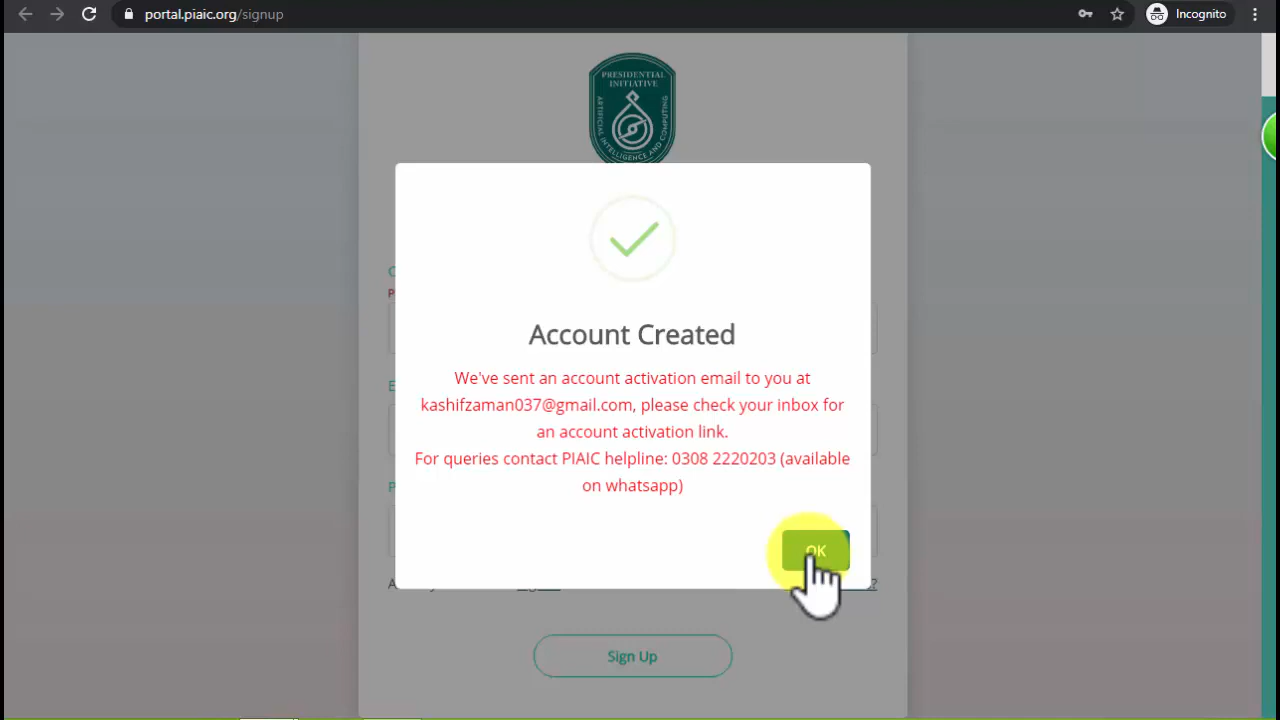 portal.piaic.org/signup
Incognito
PRESIDENTIAL
INITIATIVE
ARTIFICIAL INTELLIGENCE AND COMPUTING
Account Created
We've sent an account activation email to you at
kashifzaman037@gmail.com, please check your inbox for
an account activation link.
For queries contact PIAIC helpline: 0308 2220203 (available
on whatsapp)
OK
Sign Up